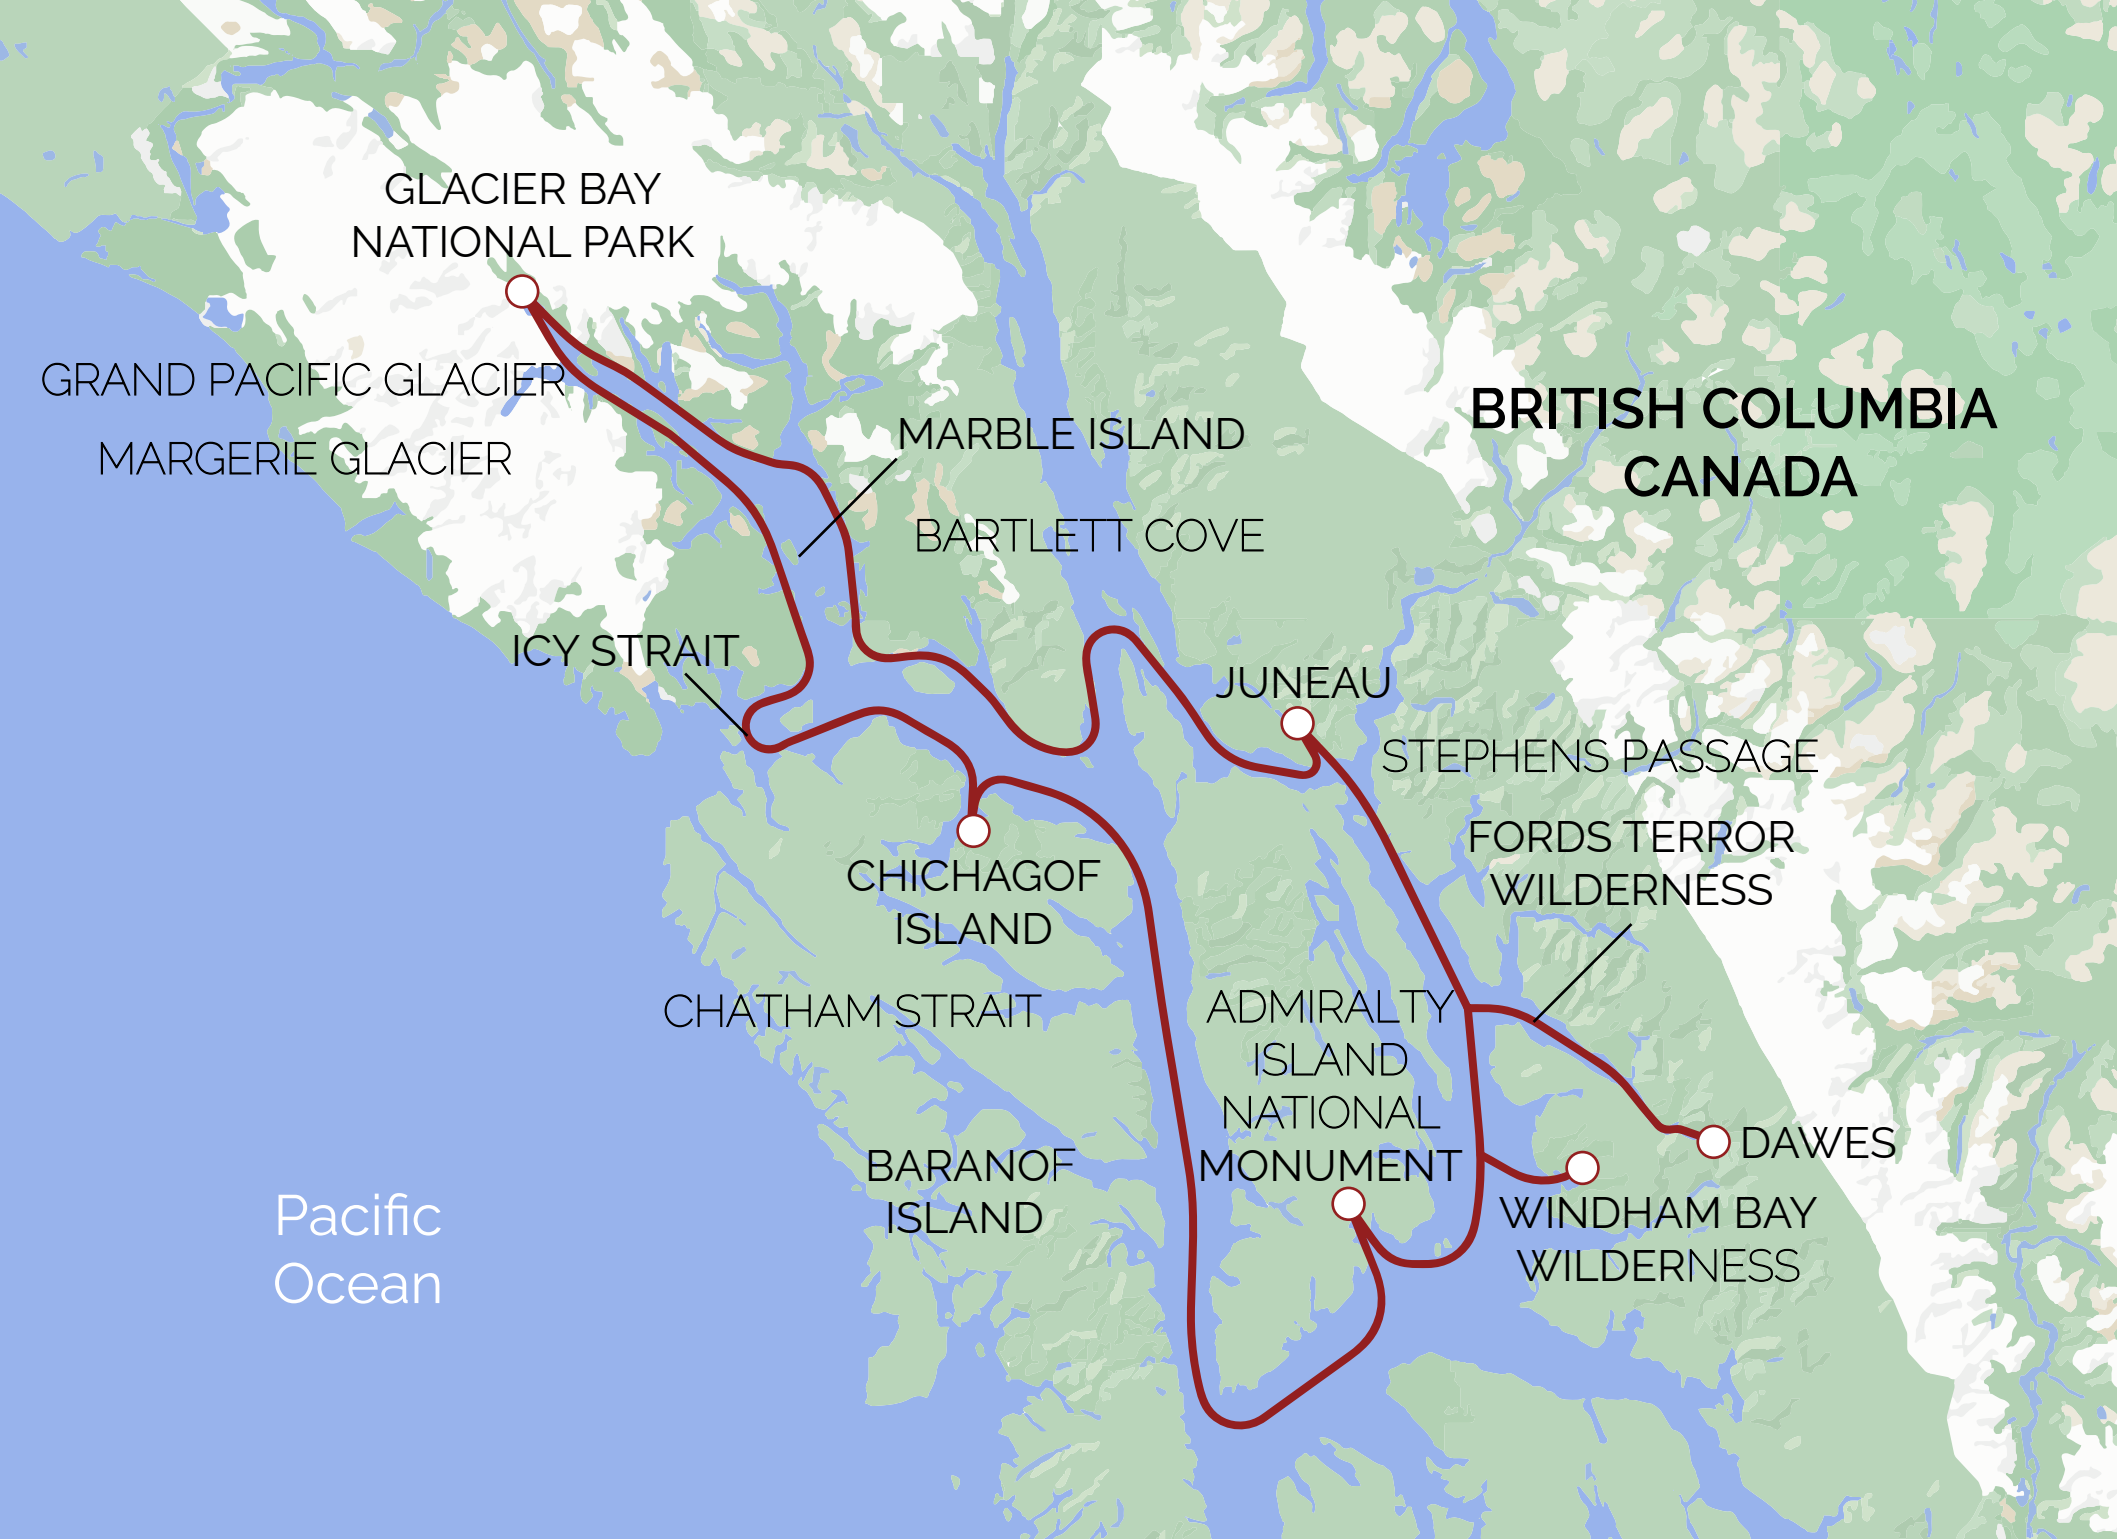 GLACIER BAY
NATIONAL PARK
GRAND PACIFIC GLACIER
MARGERIE GLACIER
MARBLE ISLAND
BARTLETT COVE
BRITISH COLUMBIA
CANADA
ICY STRAIT
JUNEAU
STEPHENS PASSAGE
FORDS TERROR
WILDERNESS
CHICHAGOF
ISLAND
CHATHAM STRAIT
ADMIRALTY
ISLAND
NATIONAL
MONUMENT
BARANOF
ISLAND
DAWES
WINDHAM BAY
WILDERNESS
Pacific
Ocean